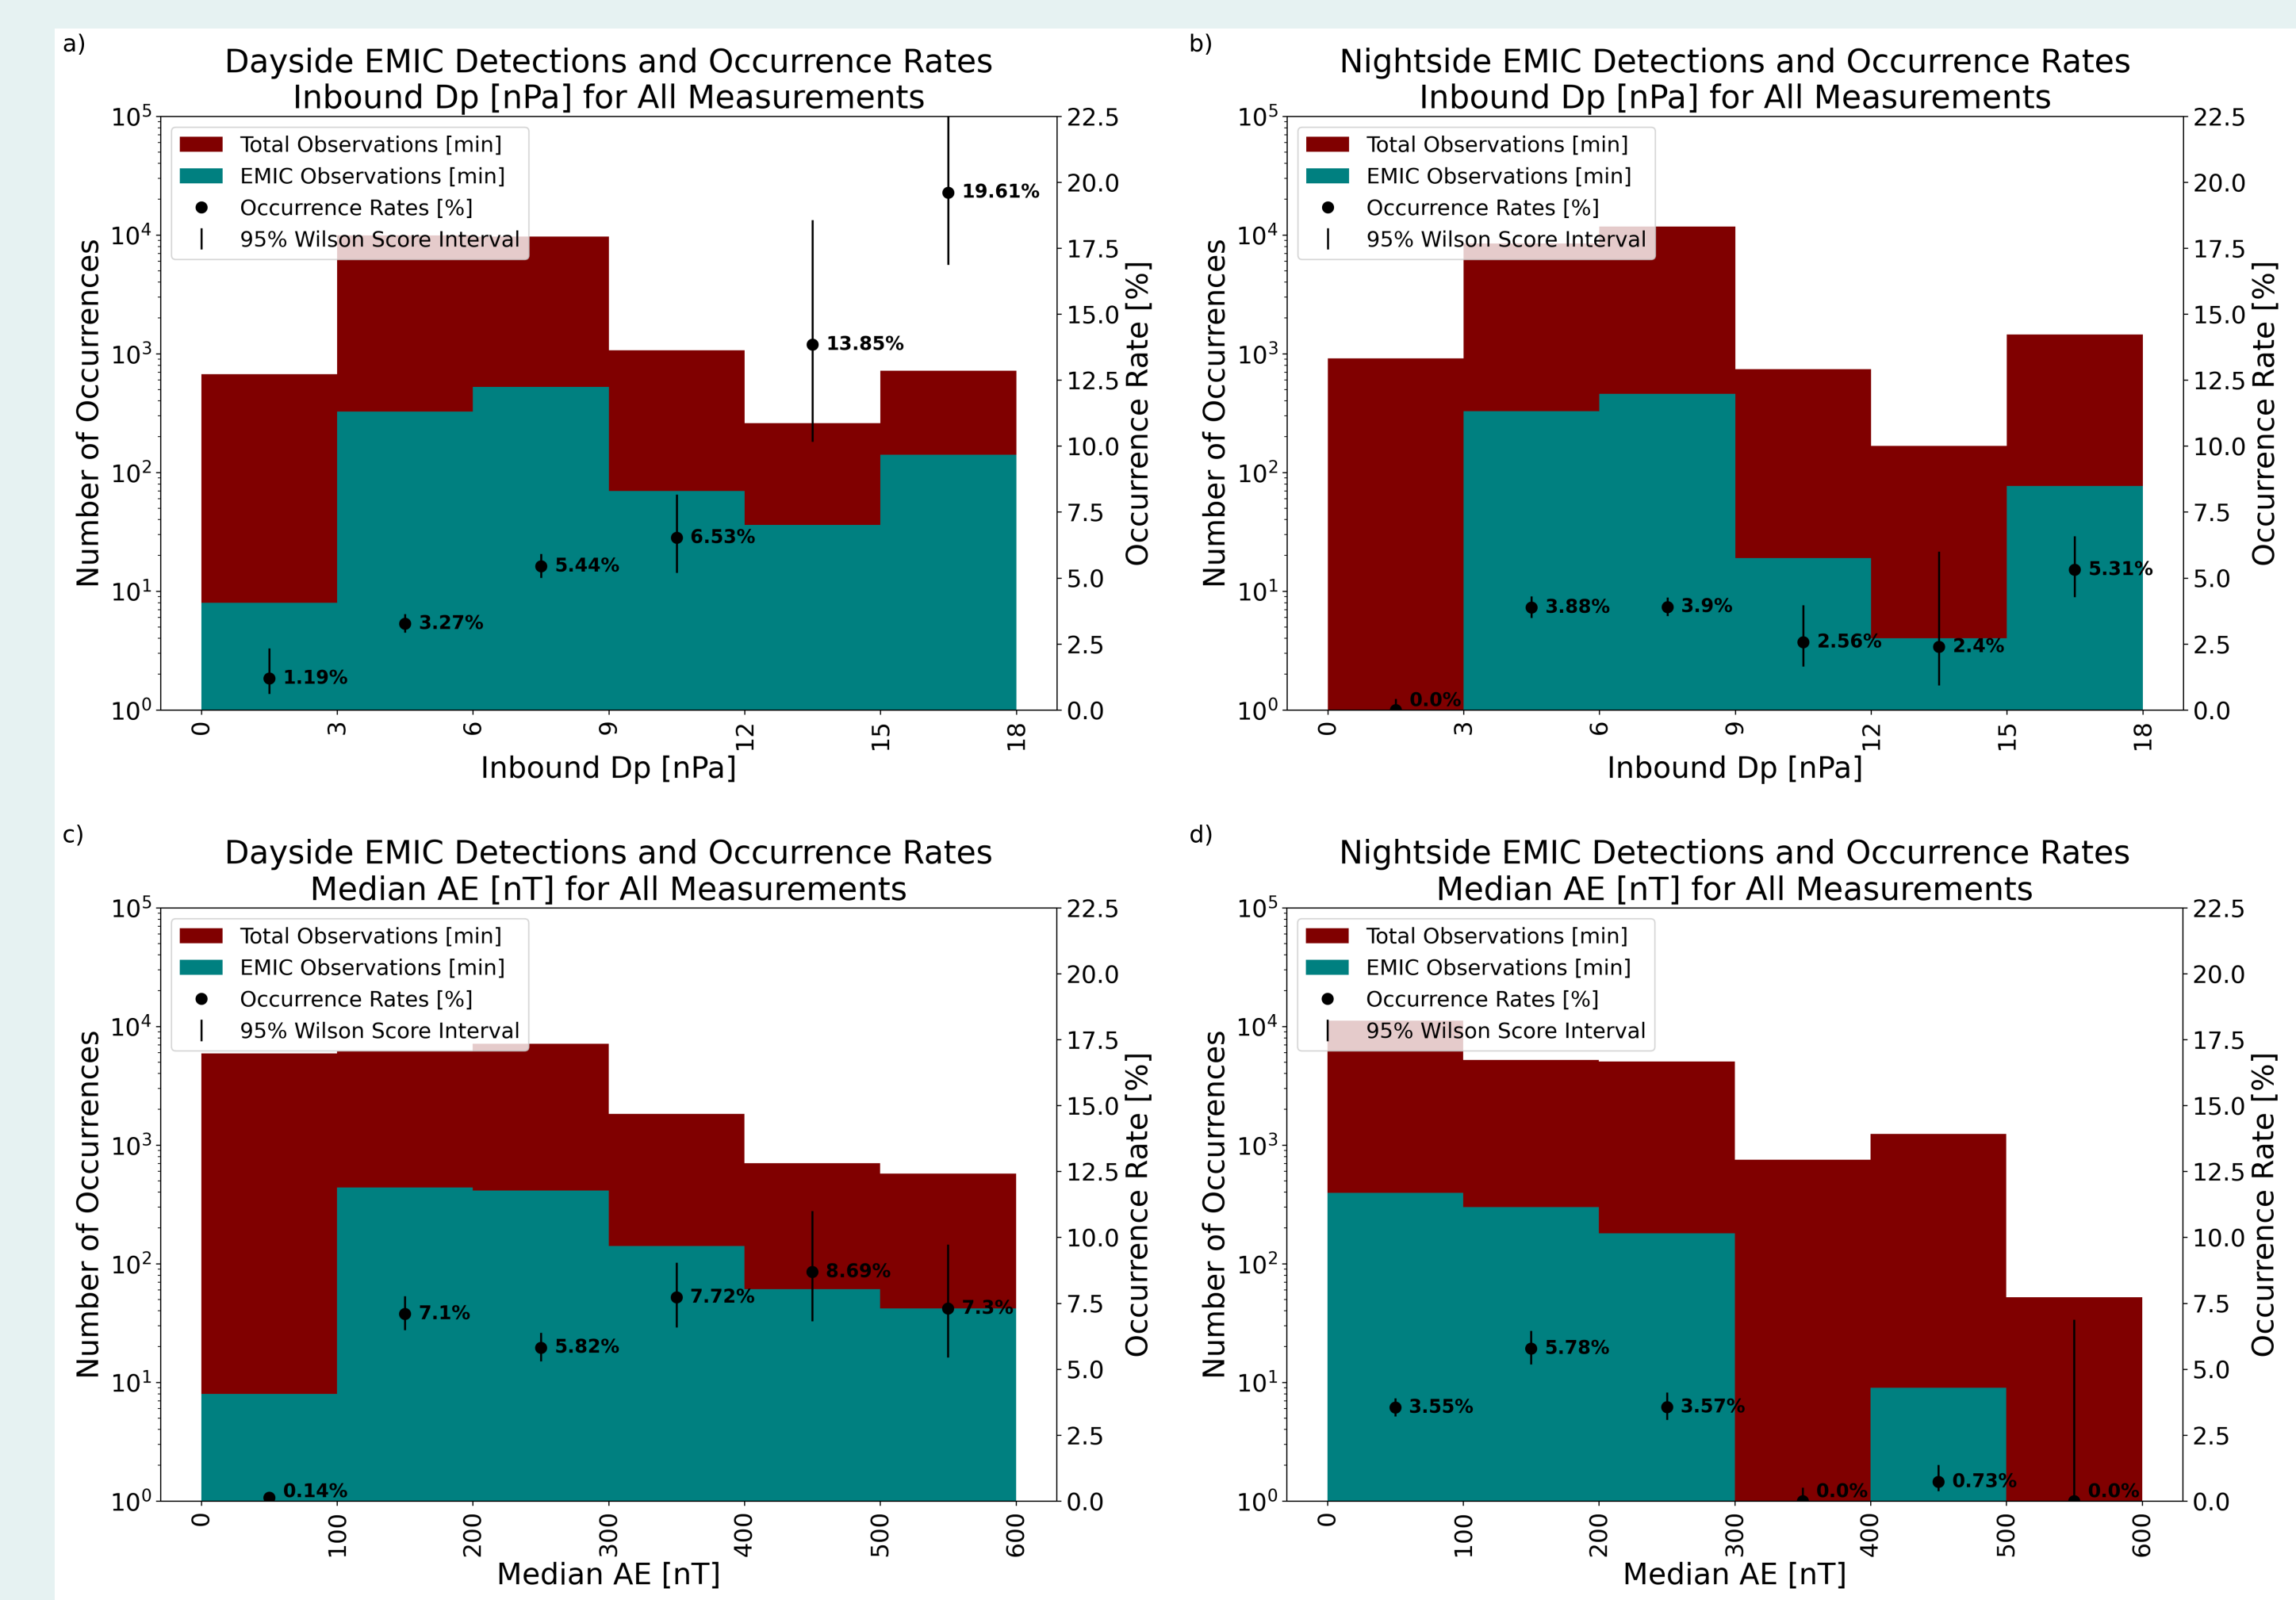 a)
Dayside EMIC Detections and Occurrence Rates
Inbound Dp [nPa] for All Measurements
Total Observations [min]
EMIC Observations [min]
Occurrence Rates [%]
95% Wilson Score Interval
Number of Occurrences
10^5
10^4
10^3
10^2
10^1
10^0
22.5
20.0
17.5
15.0
12.5
10.0
7.5
5.0
2.5
0.0
Occurrence Rate [%]
1.19%
3.27%
5.44%
6.53%
13.85%
19.61%
0 3 6 9 12 15 18
Inbound Dp [nPa]
b)
Nightside EMIC Detections and Occurrence Rates
Inbound Dp [nPa] for All Measurements
Total Observations [min]
EMIC Observations [min]
Occurrence Rates [%]
95% Wilson Score Interval
Number of Occurrences
10^5
10^4
10^3
10^2
10^1
10^0
22.5
20.0
17.5
15.0
12.5
10.0
7.5
5.0
2.5
0.0
Occurrence Rate [%]
0.0%
3.88%
3.9%
2.56%
2.4%
5.31%
0 3 6 9 12 15 18
Inbound Dp [nPa]
c)
Dayside EMIC Detections and Occurrence Rates
Median AE [nT] for All Measurements
Total Observations [min]
EMIC Observations [min]
Occurrence Rates [%]
95% Wilson Score Interval
Number of Occurrences
10^5
10^4
10^3
10^2
10^1
10^0
22.5
20.0
17.5
15.0
12.5
10.0
7.5
5.0
2.5
0.0
Occurrence Rate [%]
0.14%
7.1%
5.82%
7.72%
8.69%
7.3%
0 100 200 300 400 500 600
Median AE [nT]
d)
Nightside EMIC Detections and Occurrence Rates
Median AE [nT] for All Measurements
Total Observations [min]
EMIC Observations [min]
Occurrence Rates [%]
95% Wilson Score Interval
Number of Occurrences
10^5
10^4
10^3
10^2
10^1
10^0
22.5
20.0
17.5
15.0
12.5
10.0
7.5
5.0
2.5
0.0
Occurrence Rate [%]
3.55%
5.78%
3.57%
0.0%
0.73%
0.0%
0 100 200 300 400 500 600
Median AE [nT]